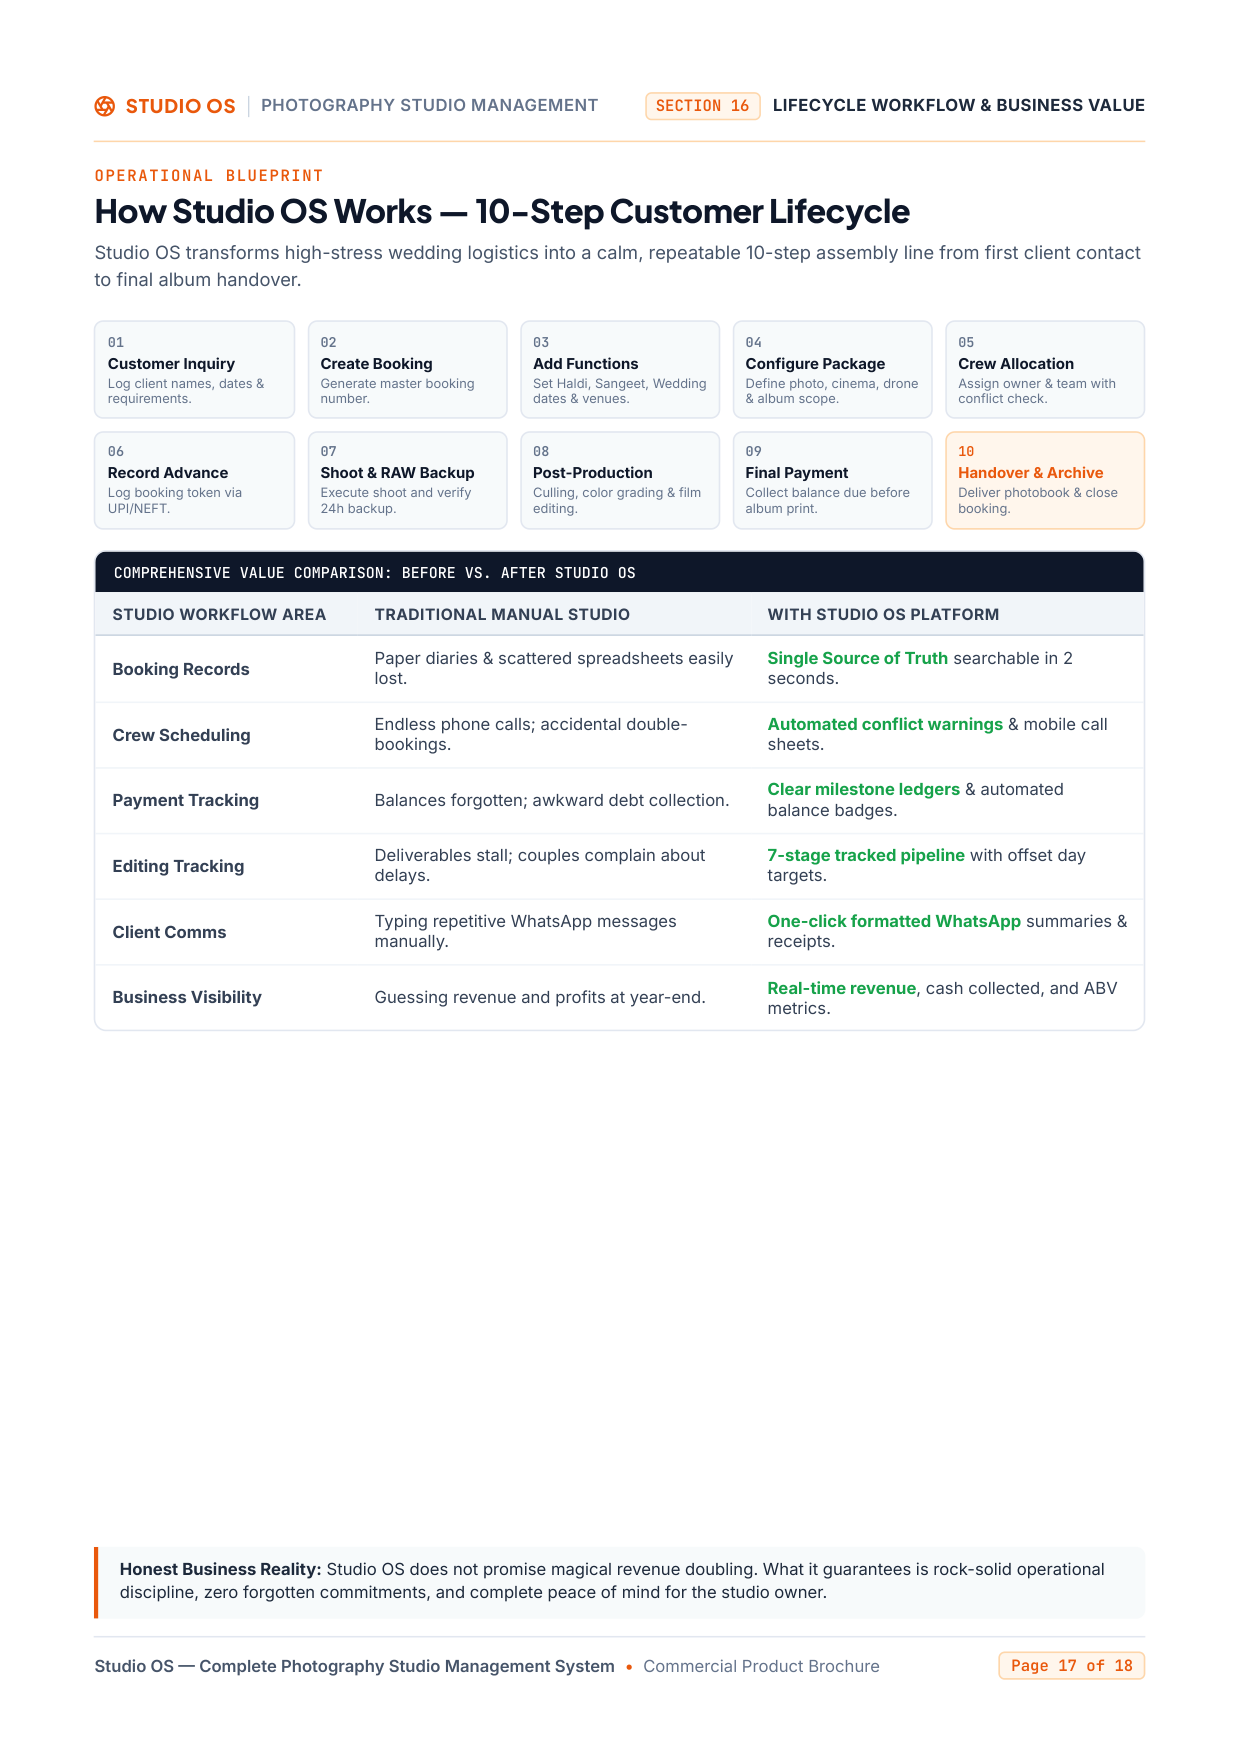 STUDIO OS
PHOTOGRAPHY STUDIO MANAGEMENT
SECTION 16
LIFECYCLE WORKFLOW & BUSINESS VALUE
OPERATIONAL BLUEPRINT
How Studio OS Works — 10-Step Customer Lifecycle
Studio OS transforms high-stress wedding logistics into a calm, repeatable 10-step assembly line from first client contact
to final album handover.
01
Customer Inquiry
Log client names, dates &
requirements.
02
Create Booking
Generate master booking
number.
03
Add Functions
Set Haldi, Sangeet, Wedding
dates & venues.
04
Configure Package
Define photo, cinema, drone
& album scope.
05
Crew Allocation
Assign owner & team with
conflict check.
06
Record Advance
Log booking token via
UPI/NEFT.
07
Shoot & RAW Backup
Execute shoot and verify
24h backup.
08
Post-Production
Culling, color grading & film
editing.
09
Final Payment
Collect balance due before
album print.
10
Handover & Archive
Deliver photobook & close
booking.
COMPREHENSIVE VALUE COMPARISON: BEFORE VS. AFTER STUDIO OS
STUDIO WORKFLOW AREA
TRADITIONAL MANUAL STUDIO
WITH STUDIO OS PLATFORM
Booking Records
Paper diaries & scattered spreadsheets easily
lost.
Single Source of Truth searchable in 2
seconds.
Crew Scheduling
Endless phone calls; accidental double-
bookings.
Automated conflict warnings & mobile call
sheets.
Payment Tracking
Balances forgotten; awkward debt collection.
Clear milestone ledgers & automated
balance badges.
Editing Tracking
Deliverables stall; couples complain about
delays.
7-stage tracked pipeline with offset day
targets.
Client Comms
Typing repetitive WhatsApp messages
manually.
One-click formatted WhatsApp summaries &
receipts.
Business Visibility
Guessing revenue and profits at year-end.
Real-time revenue, cash collected, and ABV
metrics.
Honest Business Reality: Studio OS does not promise magical revenue doubling. What it guarantees is rock-solid operational
discipline, zero forgotten commitments, and complete peace of mind for the studio owner.
Studio OS — Complete Photography Studio Management System • Commercial Product Brochure
Page 17 of 18